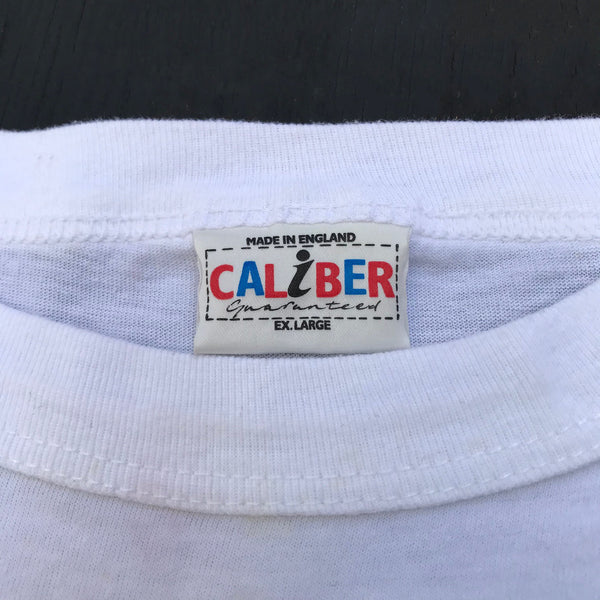 MADE IN ENGLAND
CALiBER
Guaranteed
EX. LARGE